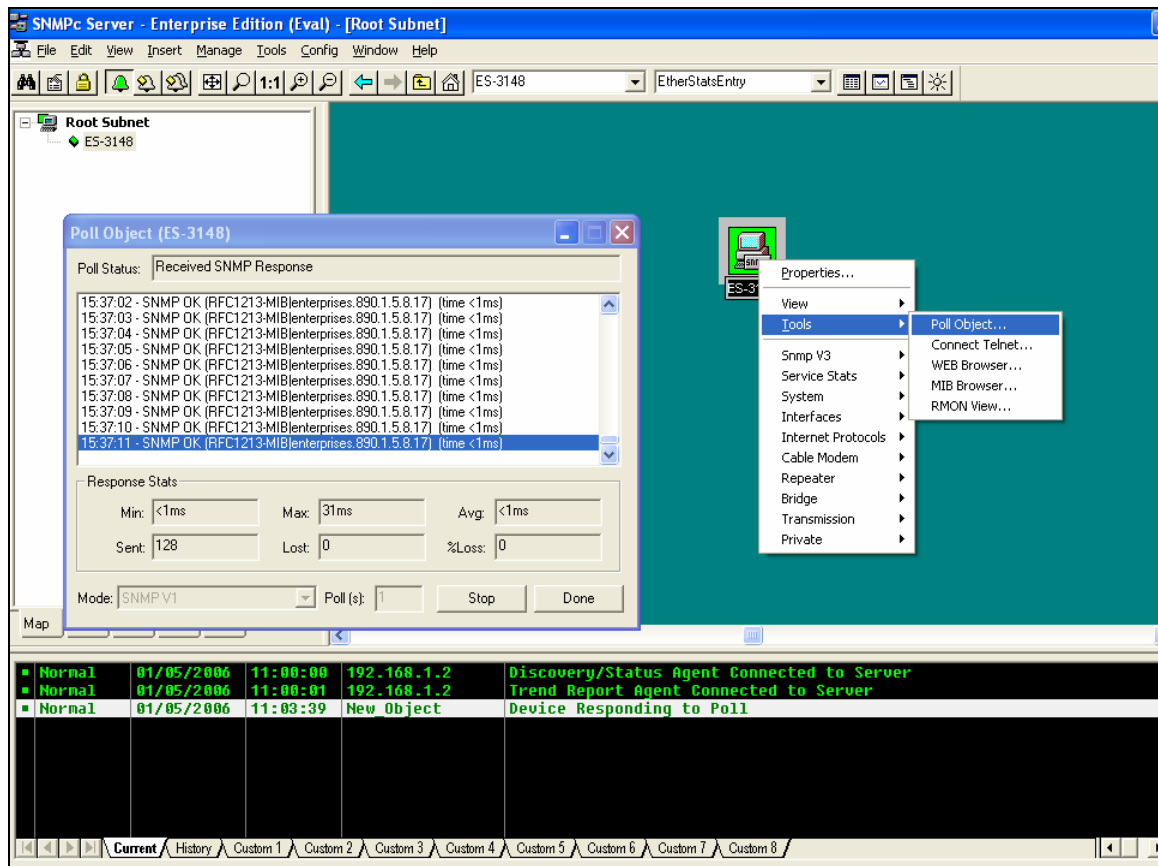 SNMPc Server - Enterprise Edition (Eval) - [Root Subnet]
File Edit View Insert Manage Tools Config Window Help
1:1 ES-3148 EtherStatsEntry
Root Subnet
ES-3148
Poll Object (ES-3148)
Poll Status: Received SNMP Response
15:37:02 - SNMP OK (RFC1213-MIB|enterprises.890.1.5.8.17) (time <1ms)
15:37:03 - SNMP OK (RFC1213-MIB|enterprises.890.1.5.8.17) (time <1ms)
15:37:04 - SNMP OK (RFC1213-MIB|enterprises.890.1.5.8.17) (time <1ms)
15:37:05 - SNMP OK (RFC1213-MIB|enterprises.890.1.5.8.17) (time <1ms)
15:37:06 - SNMP OK (RFC1213-MIB|enterprises.890.1.5.8.17) (time <1ms)
15:37:07 - SNMP OK (RFC1213-MIB|enterprises.890.1.5.8.17) (time <1ms)
15:37:08 - SNMP OK (RFC1213-MIB|enterprises.890.1.5.8.17) (time <1ms)
15:37:09 - SNMP OK (RFC1213-MIB|enterprises.890.1.5.8.17) (time <1ms)
15:37:10 - SNMP OK (RFC1213-MIB|enterprises.890.1.5.8.17) (time <1ms)
15:37:11 - SNMP OK (RFC1213-MIB|enterprises.890.1.5.8.17) (time <1ms)
Response Stats
Min: <1ms Max: 31ms Avg: <1ms
Sent: 128 Lost: 0 %Loss: 0
Mode: SNMP V1 Poll (s): 1 Stop Done
Properties...
View
Tools
Snmp V3
Service Stats
System
Interfaces
Internet Protocols
Cable Modem
Repeater
Bridge
Transmission
Private
Poll Object...
Connect Telnet...
WEB Browser...
MIB Browser...
RMON View...
Map
Normal 01/05/2006 11:00:00 192.168.1.2 Discovery/Status Agent Connected to Server
Normal 01/05/2006 11:00:01 192.168.1.2 Trend Report Agent Connected to Server
Normal 01/05/2006 11:03:39 New_Object Device Responding to Poll
Current History Custom 1 Custom 2 Custom 3 Custom 4 Custom 5 Custom 6 Custom 7 Custom 8